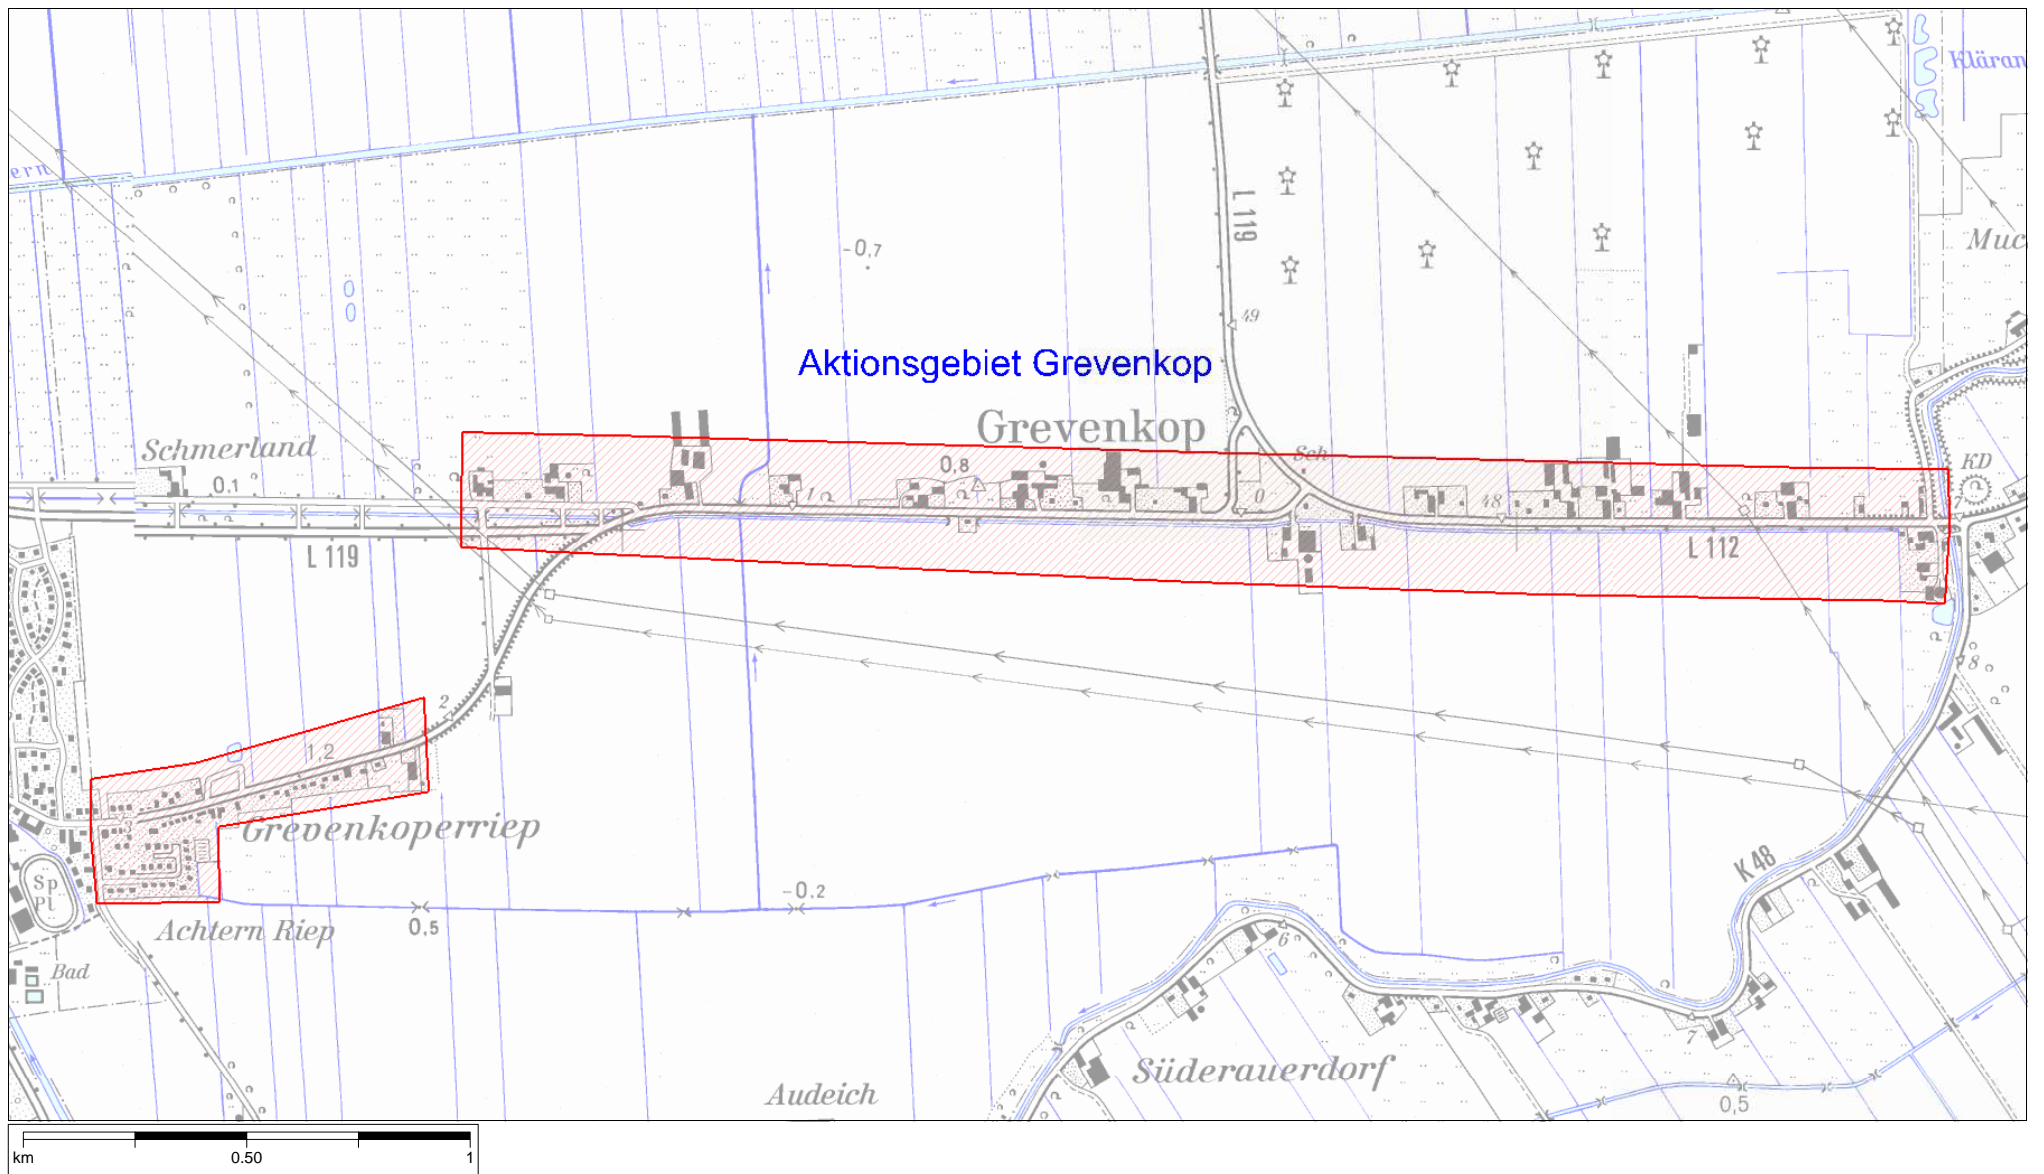 Kläran
ern
L 119
Muc
-0,7
49
Aktionsgebiet Grevenkop
Grevenkop
Schmerland
Sch
KD
0,8
0,1
1
0
48
L 119
L 112
2
8
1,2
3
Grevenkoperriep
K 48
Sp
Pl.
-0,2
Achtern Riep
0,5
6
Bad
7
Süderauerdorf
Audeich
0,5
km
0.50
1